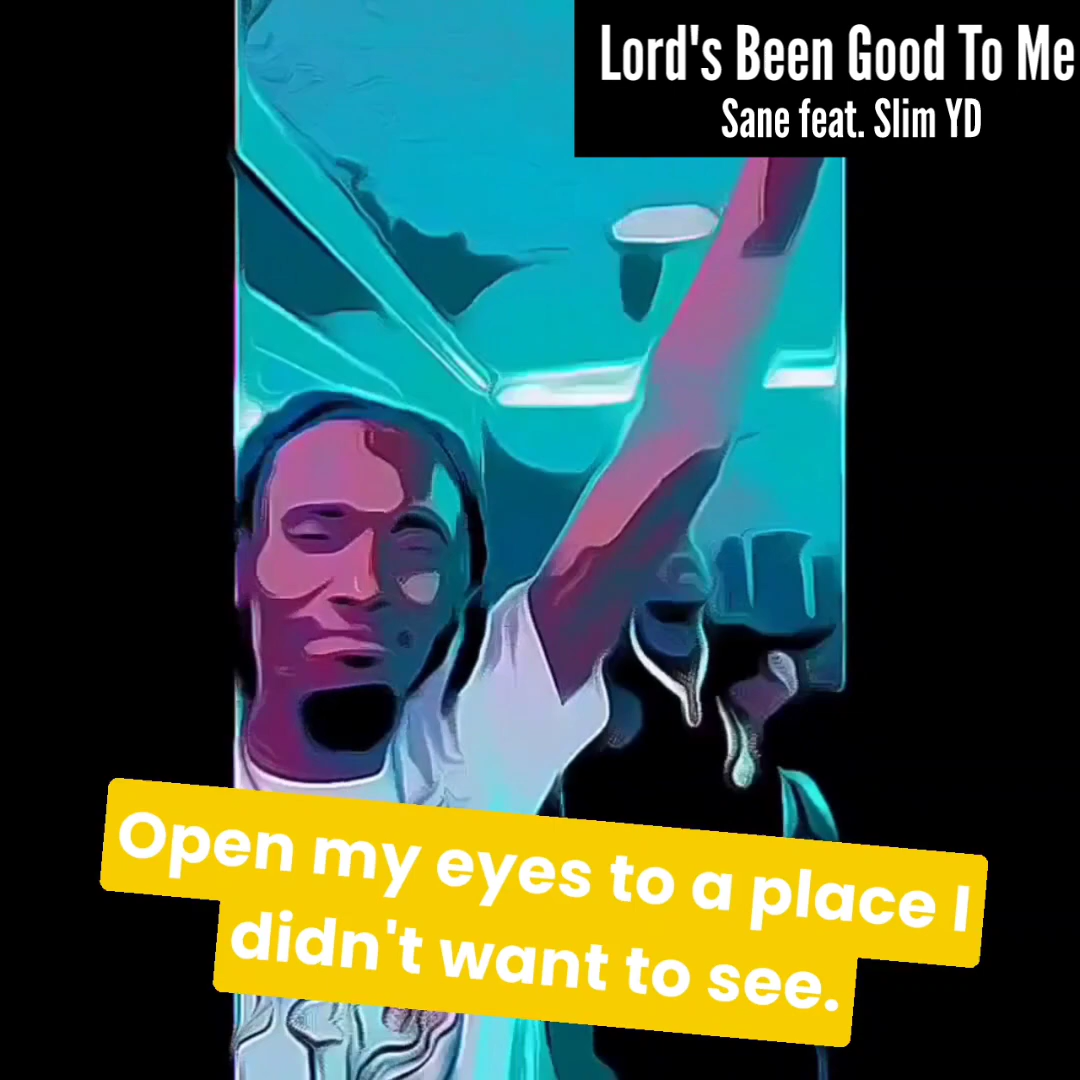 Lord's Been Good To Me
Sane feat. Slim YD
Open my eyes to a place I
didn't want to see.